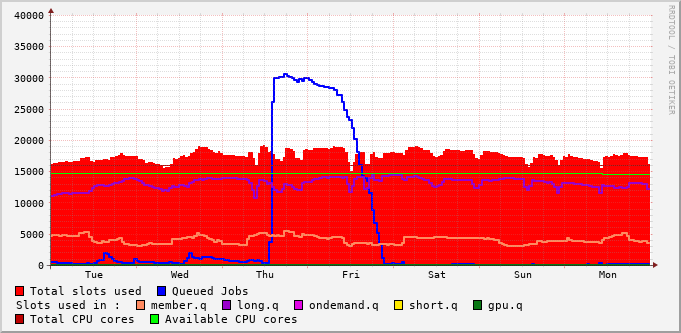 40000
35000
30000
25000
20000
15000
10000
5000
0
Tue Wed Thu Fri Sat Sun Mon
RRDTOOL / TOBI OETIKER
Total slots used Queued Jobs
Slots used in : member.q long.q ondemand.q short.q gpu.q
Total CPU cores Available CPU cores